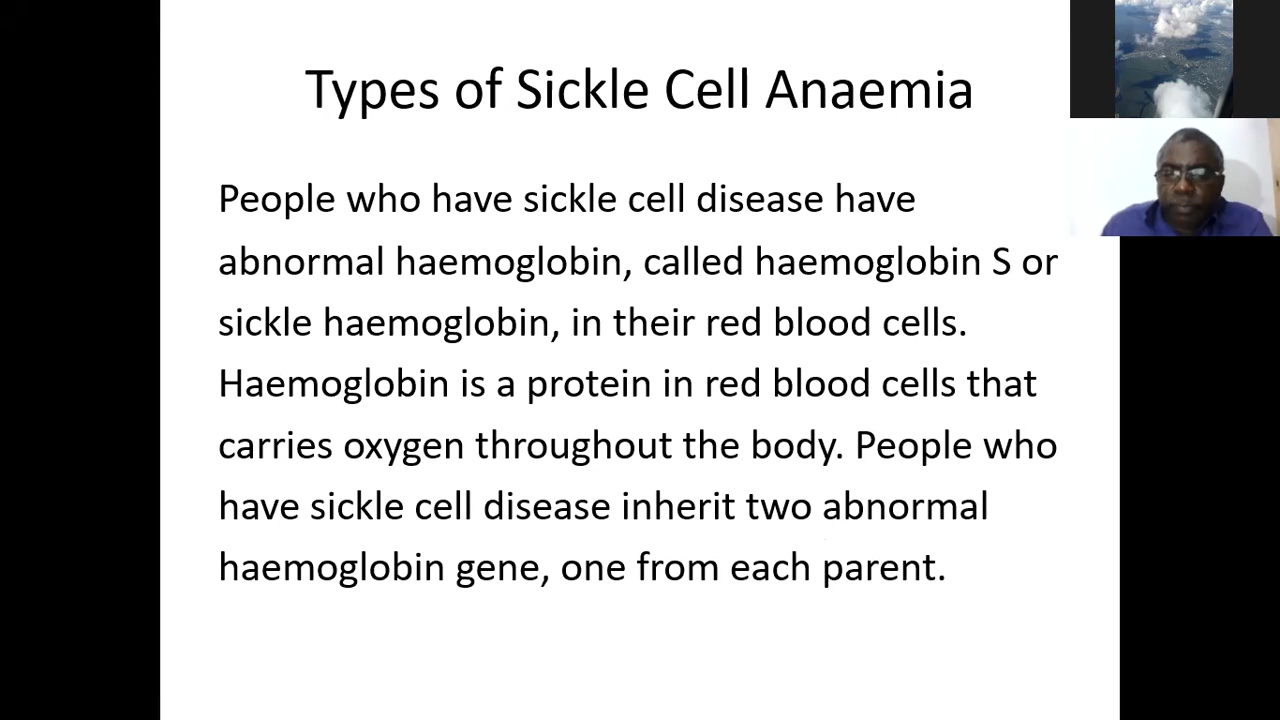 Types of Sickle Cell Anaemia
People who have sickle cell disease have
abnormal haemoglobin, called haemoglobin S or
sickle haemoglobin, in their red blood cells.
Haemoglobin is a protein in red blood cells that
carries oxygen throughout the body. People who
have sickle cell disease inherit two abnormal
haemoglobin gene, one from each parent.